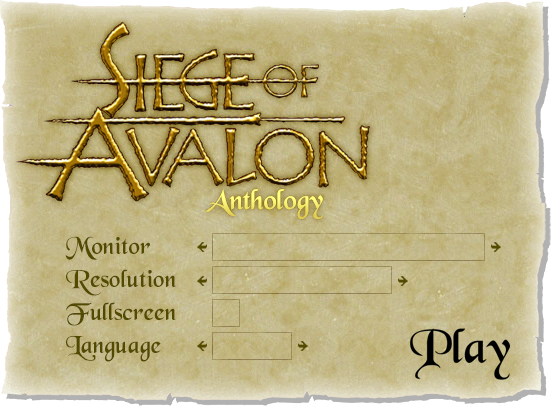 SIEGE OF
AVALON
Anthology
Monitor
Resolution
Fullscreen
Language
Play